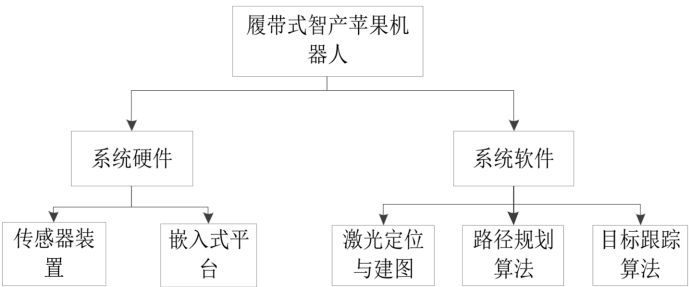 履带式智产苹果机
器人
系统硬件
系统软件
传感器装
置
嵌入式平
台
激光定位
与建图
路径规划
算法
目标跟踪
算法